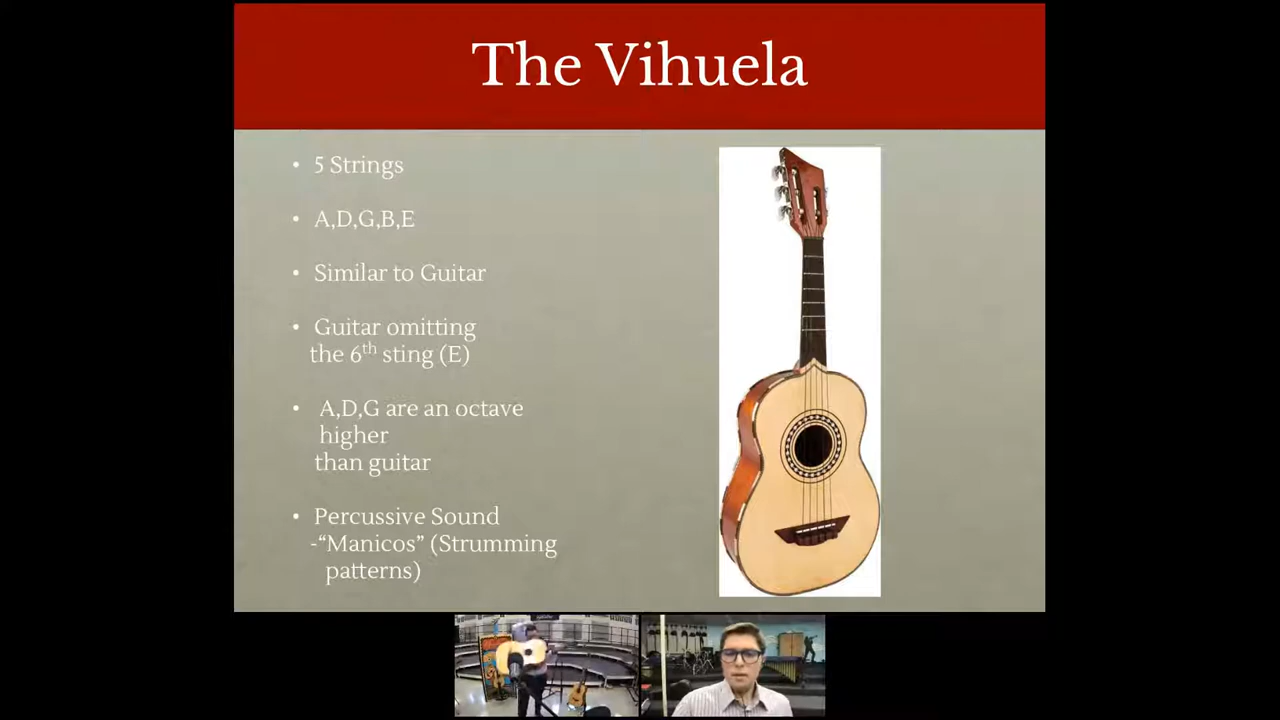 The Vihuela
• 5 Strings
• A,D,G,B,E
• Similar to Guitar
• Guitar omitting
the 6th sting (E)
• A,D,G are an octave
higher
than guitar
• Percussive Sound
-“Manicos” (Strumming
patterns)